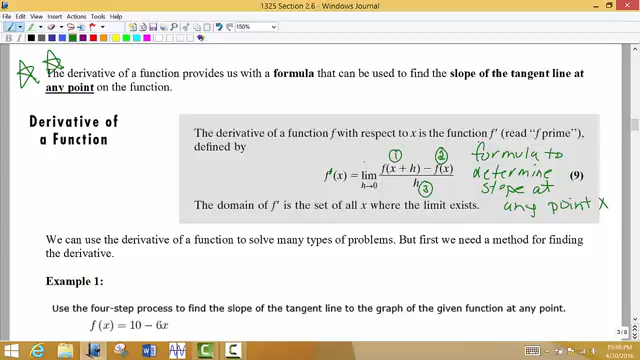 1325 Section 2.6 - Windows Journal
File Edit View Insert Actions Tools Help
150%
The derivative of a function provides us with a formula that can be used to find the slope of the tangent line at
any point on the function.
Derivative of
a Function
The derivative of a function f with respect to x is the function f′ (read “f prime”),
defined by
① ②
f′(x) = lim h→0 f(x + h) − f(x) / h (9)
③
formula to
determine
slope at
any point x
The domain of f′ is the set of all x where the limit exists.
We can use the derivative of a function to solve many types of problems. But first we need a method for finding
the derivative.
Example 1:
Use the four-step process to find the slope of the tangent line to the graph of the given function at any point.
f (x) = 10 − 6x
3/8
10:48 PM
4/30/2016